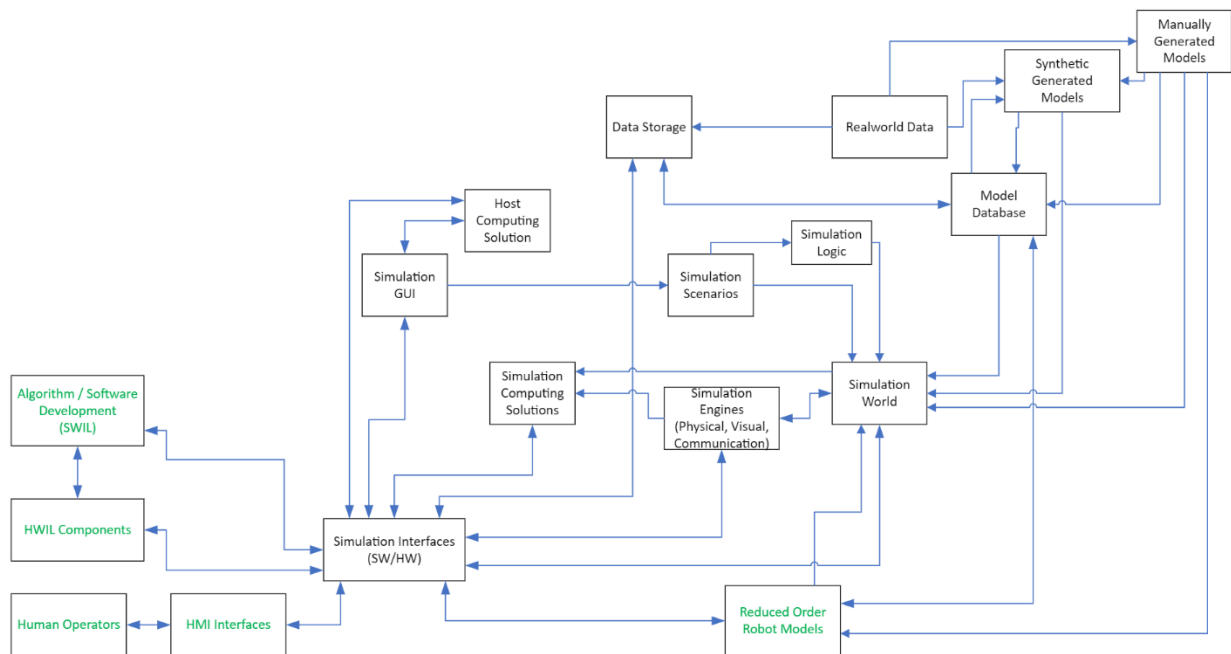 Manually
Generated
Models
Synthetic
Generated
Models
Data Storage
Realworld Data
Model
Database
Host
Computing
Solution
Simulation
Logic
Simulation
GUI
Simulation
Scenarios
Algorithm / Software
Development
(SWIL)
Simulation
Computing
Solutions
Simulation
Engines
(Physical, Visual,
Communication)
Simulation
World
HWIL Components
Simulation Interfaces
(SW/HW)
Human Operators
HMI Interfaces
Reduced Order
Robot Models